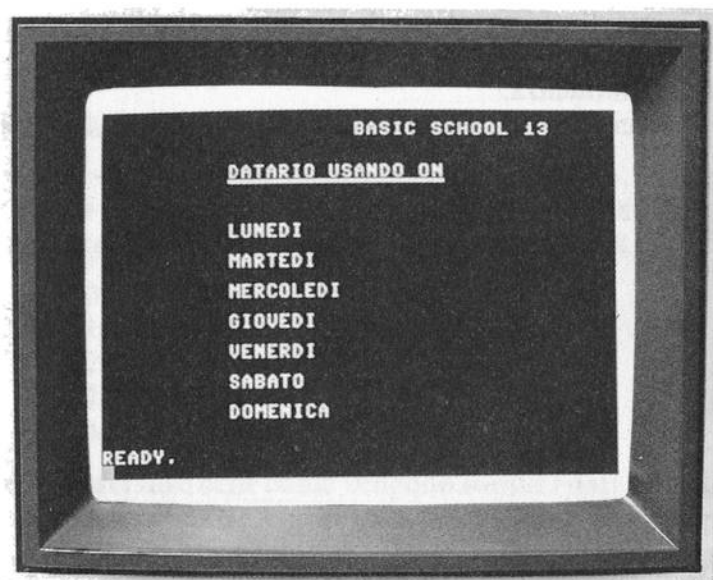 BASIC SCHOOL 13
DATARIO USANDO ON
LUNEDI
MARTEDI
MERCOLEDI
GIOVEDI
VENERDI
SABATO
DOMENICA
READY.